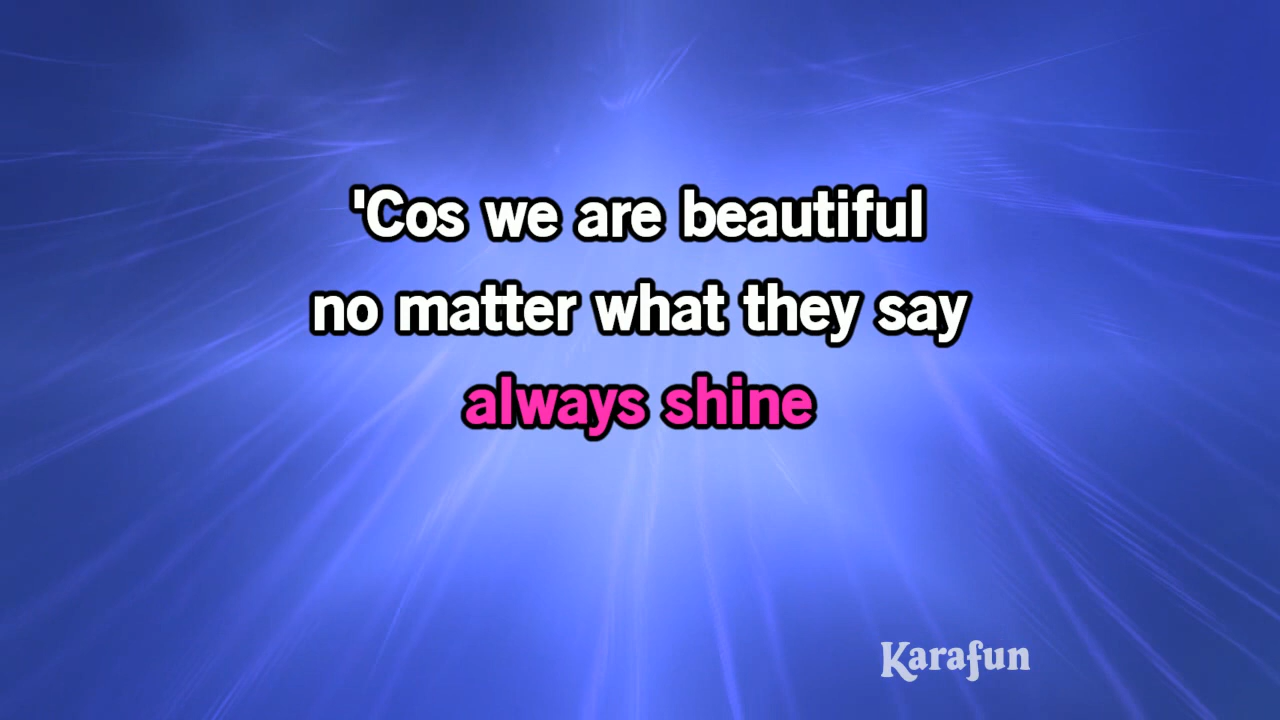 'Cos we are beautiful
no matter what they say
always shine
Karafun